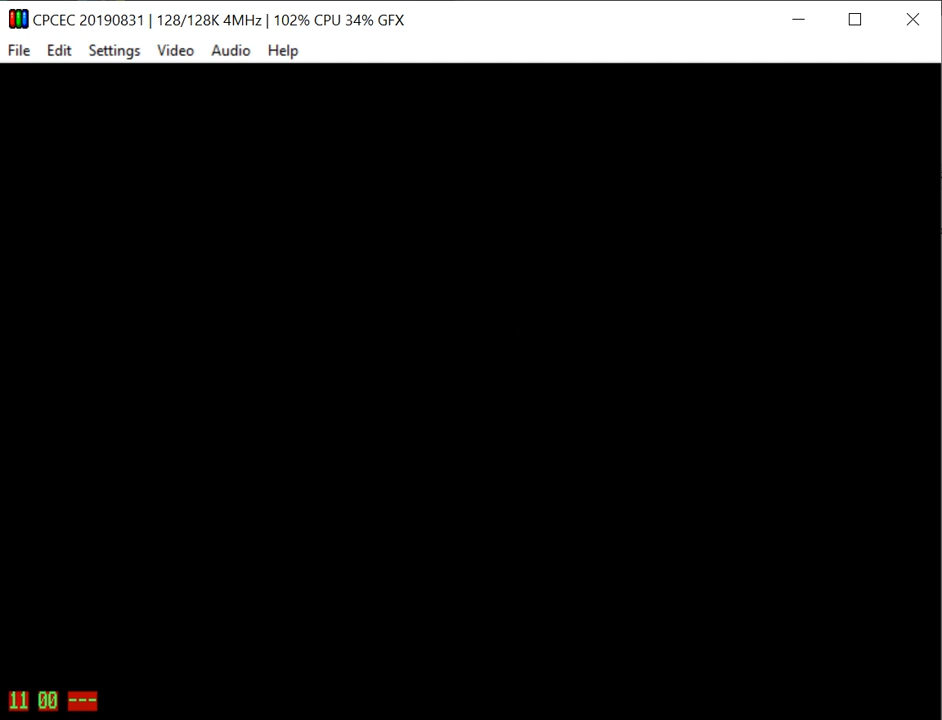 CPCEC 20190831 | 128/128K 4MHz | 102% CPU 34% GFX
File Edit Settings Video Audio Help
11 00 ---